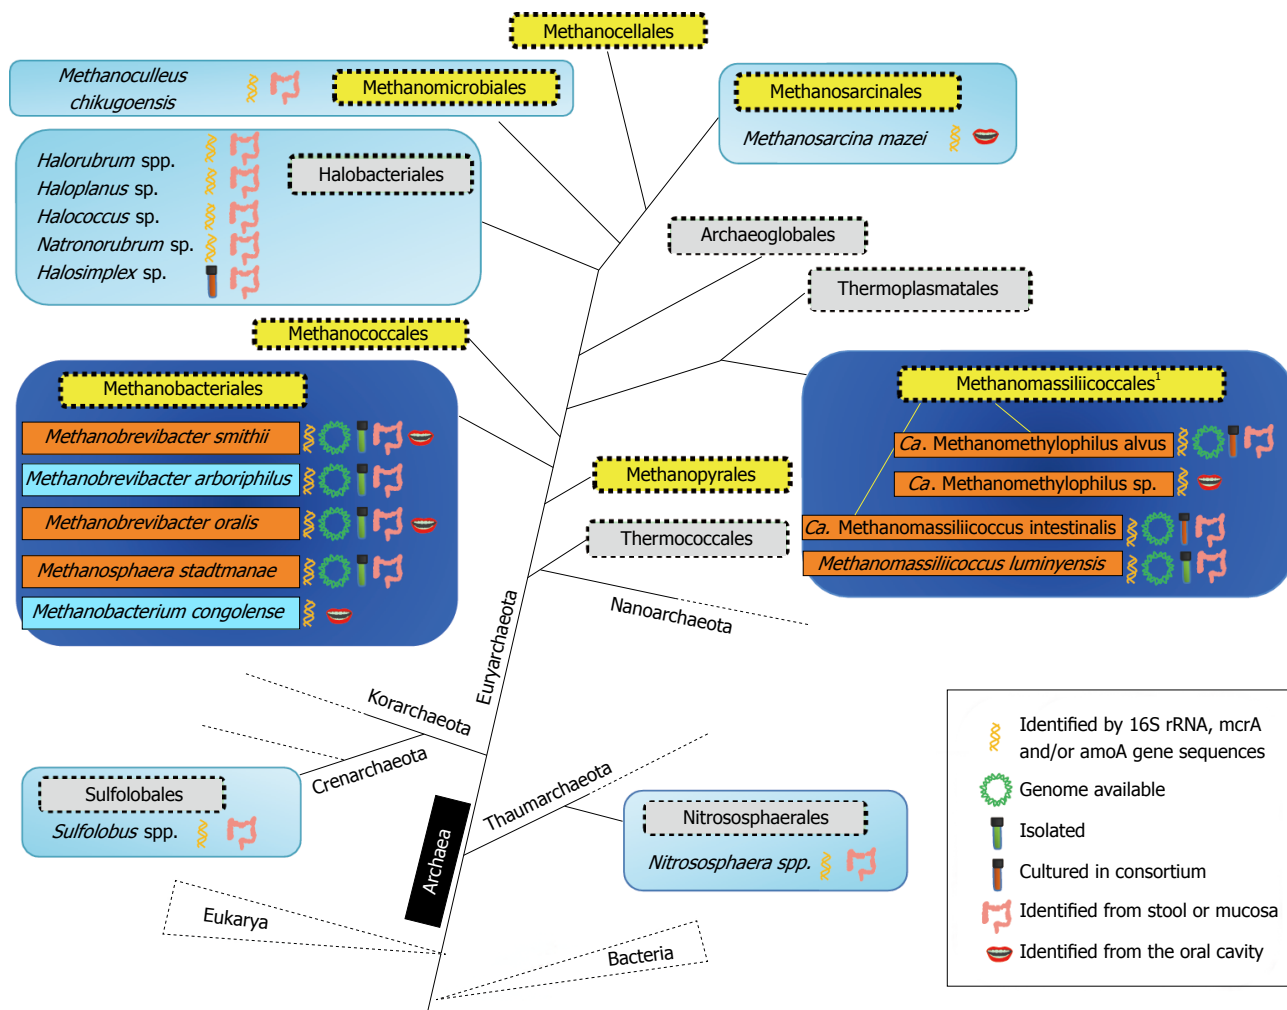 Methanocellales
Methanoculleus
chikugoensis
Methanomicrobiales
Methanosarcinales
Methanosarcina mazei
Halorubrum spp.
Haloplanus sp.
Halococcus sp.
Natronorubrum sp.
Halosimplex sp.
Halobacteriales
Archaeoglobales
Thermoplasmatales
Methanococcales
Methanobacteriales
Methanobrevibacter smithii
Methanobrevibacter arboriphilus
Methanobrevibacter oralis
Methanosphaera stadtmanae
Methanobacterium congolense
Methanomassiliicoccales¹
Ca. Methanomethylophilus alvus
Ca. Methanomethylophilus sp.
Ca. Methanomassiliicoccus intestinalis
Methanomassiliicoccus luminyensis
Methanopyrales
Thermococcales
Nanoarchaeota
Euryarchaeota
Korarchaeota
Crenarchaeota
Sulfolobales
Sulfolobus spp.
Thaumarchaeota
Nitrososphaerales
Nitrososphaera spp.
Archaea
Eukarya
Bacteria
Identified by 16S rRNA, mcrA
and/or amoA gene sequences
Genome available
Isolated
Cultured in consortium
Identified from stool or mucosa
Identified from the oral cavity